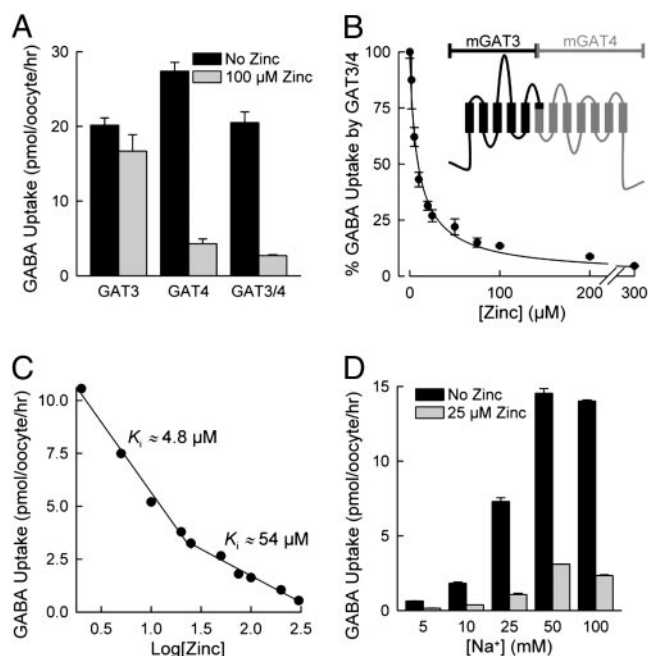 A
GABA Uptake (pmol/oocyte/hr)
30
20
10
0
No Zinc
100 µM Zinc
GAT3 GAT4 GAT3/4
B
% GABA Uptake by GAT3/4
100
75
50
25
0
mGAT3 mGAT4
0 100 200 300
[Zinc] (µM)
C
GABA Uptake (pmol/oocyte/hr)
10.0
7.5
5.0
2.5
0.0
Ki ≈ 4.8 µM
Ki ≈ 54 µM
0.5 1.0 1.5 2.0 2.5
Log[Zinc]
D
GABA Uptake (pmol/oocyte/hr)
15
10
5
0
No Zinc
25 µM Zinc
5 10 25 50 100
[Na⁺] (mM)